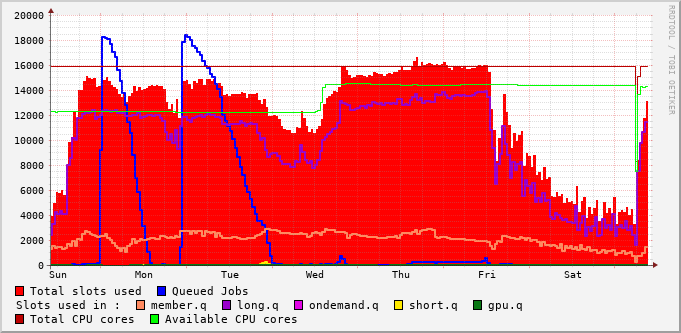 20000
18000
16000
14000
12000
10000
8000
6000
4000
2000
0
Sun Mon Tue Wed Thu Fri Sat
Total slots used Queued Jobs
Slots used in : member.q long.q ondemand.q short.q gpu.q
Total CPU cores Available CPU cores
RRDTOOL / TOBI OETIKER